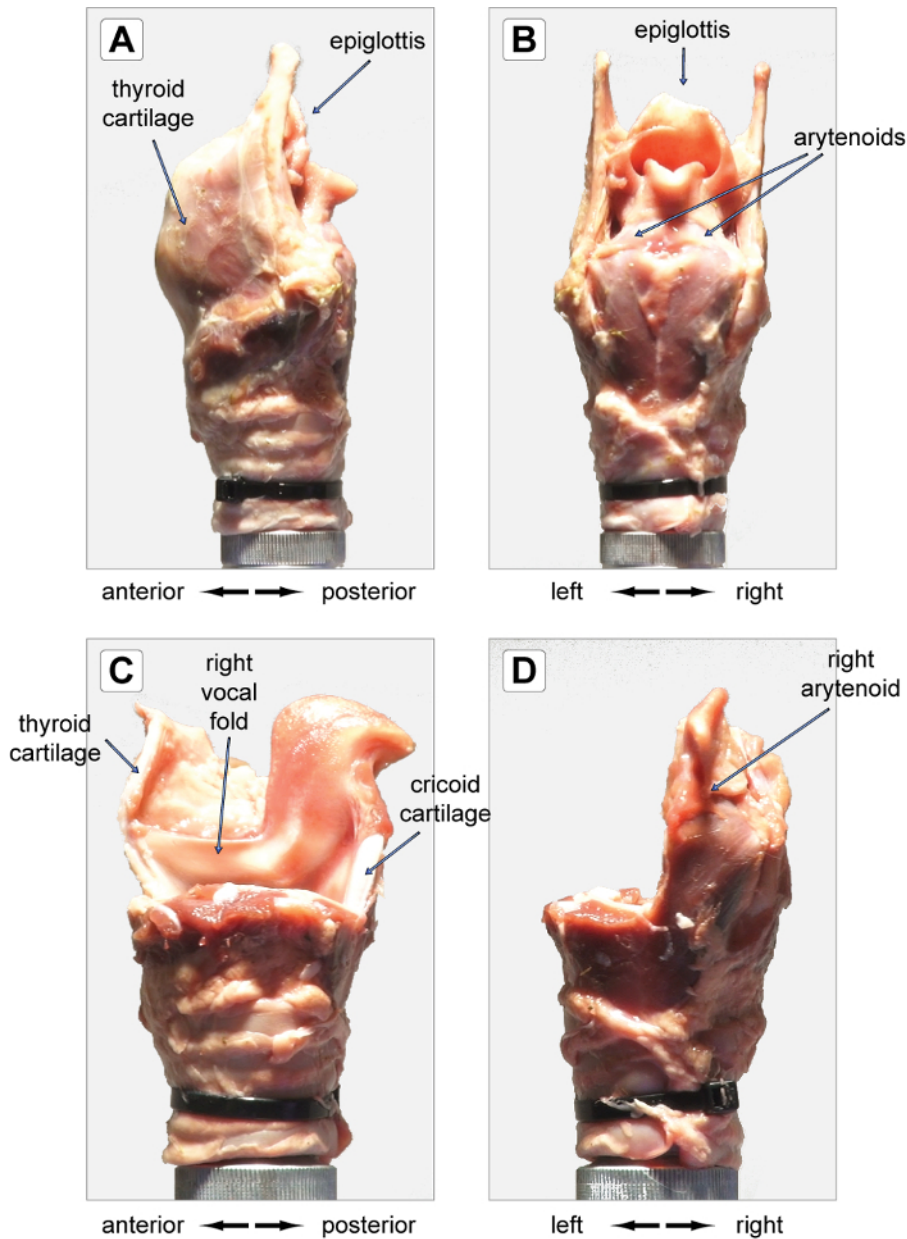 A
epiglottis
thyroid
cartilage
anterior
posterior
B
epiglottis
arytenoids
left
right
C
right
vocal
fold
thyroid
cartilage
cricoid
cartilage
anterior
posterior
D
right
arytenoid
left
right